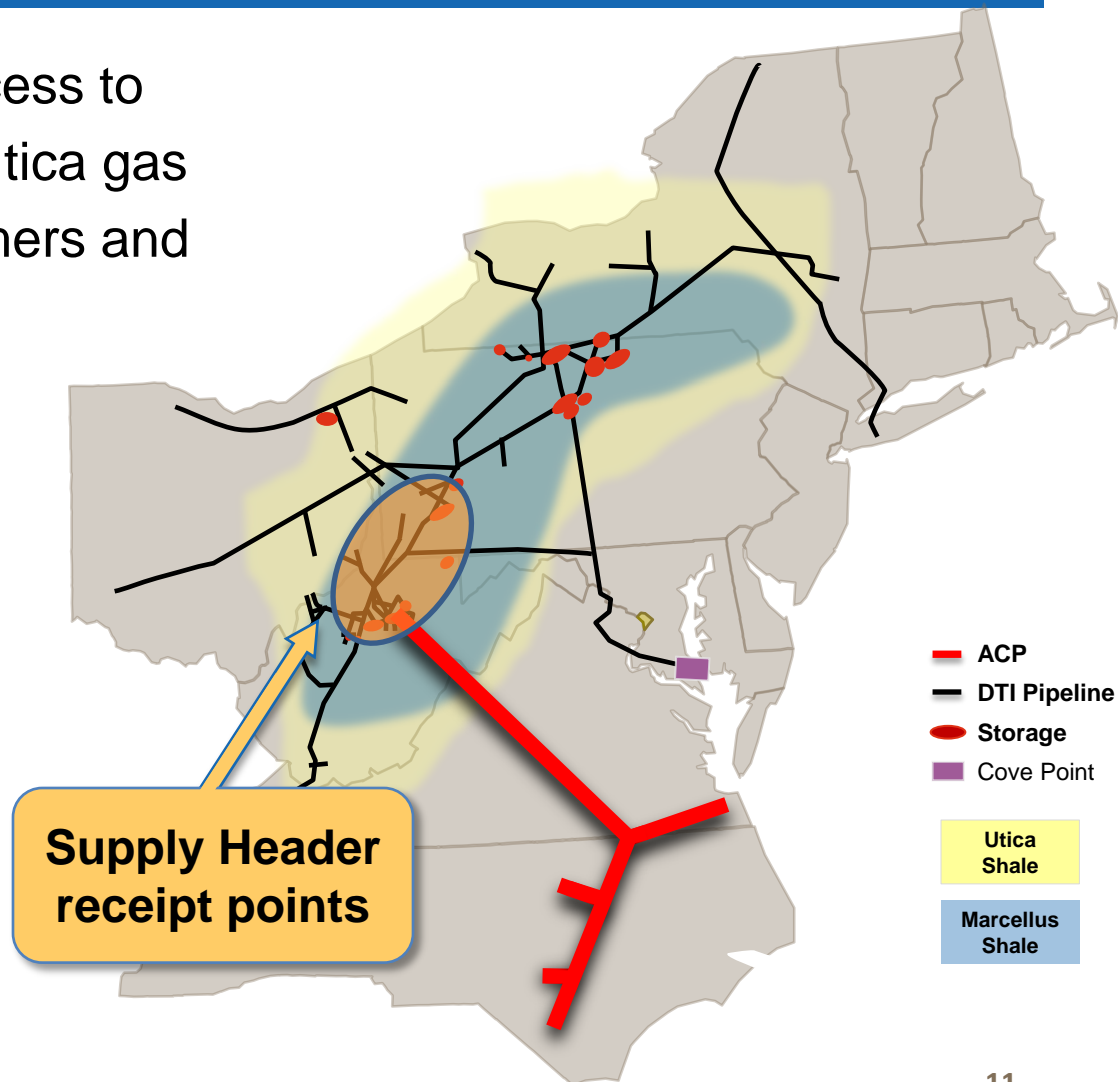 cess to
tica gas
ners and
ACP
DTI Pipeline
Storage
Cove Point
Utica
Shale
Marcellus
Shale
Supply Header
receipt points
11